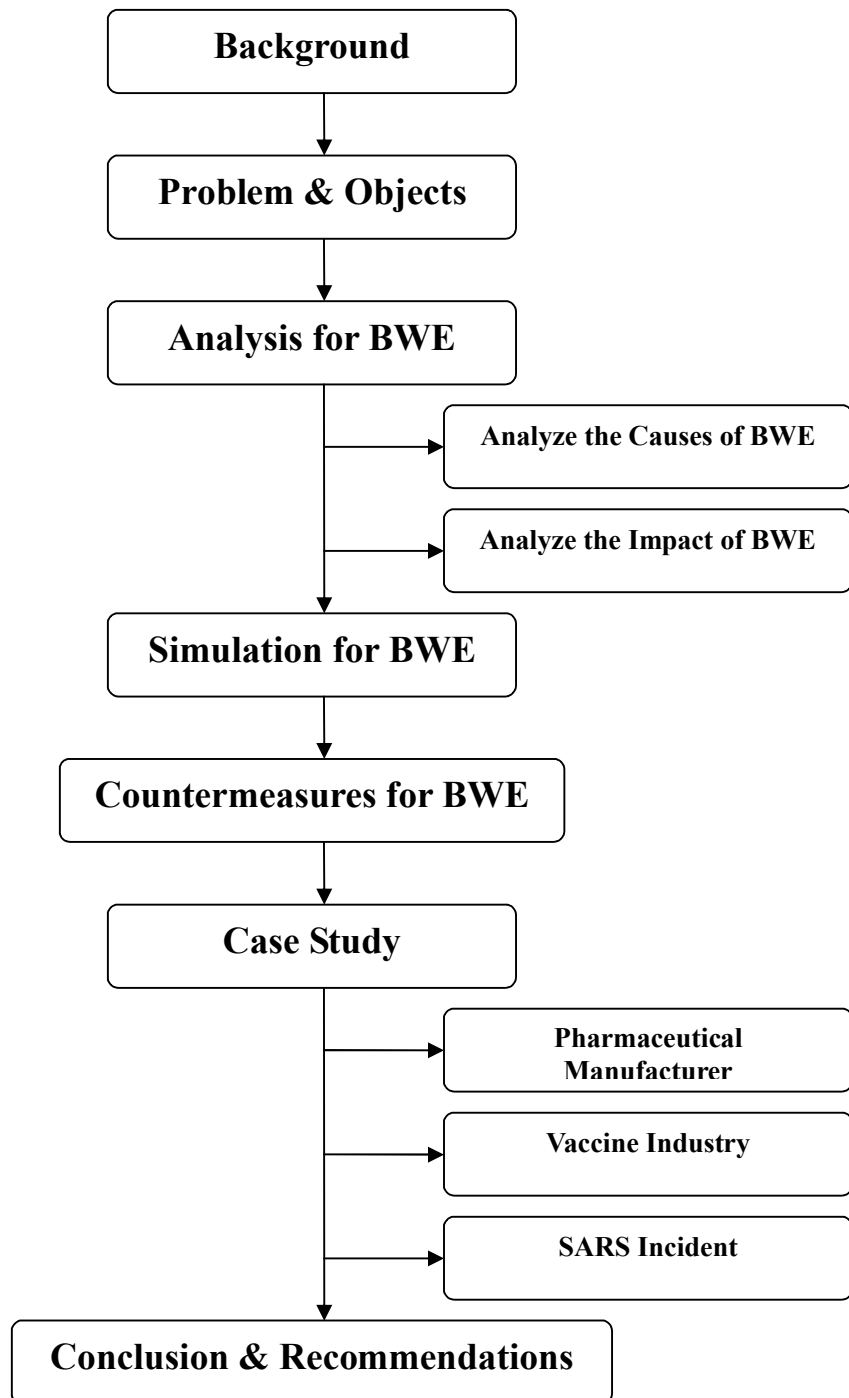 Background
Problem & Objects
Analysis for BWE
Analyze the Causes of BWE
Analyze the Impact of BWE
Simulation for BWE
Countermeasures for BWE
Case Study
Pharmaceutical
Manufacturer
Vaccine Industry
SARS Incident
Conclusion & Recommendations